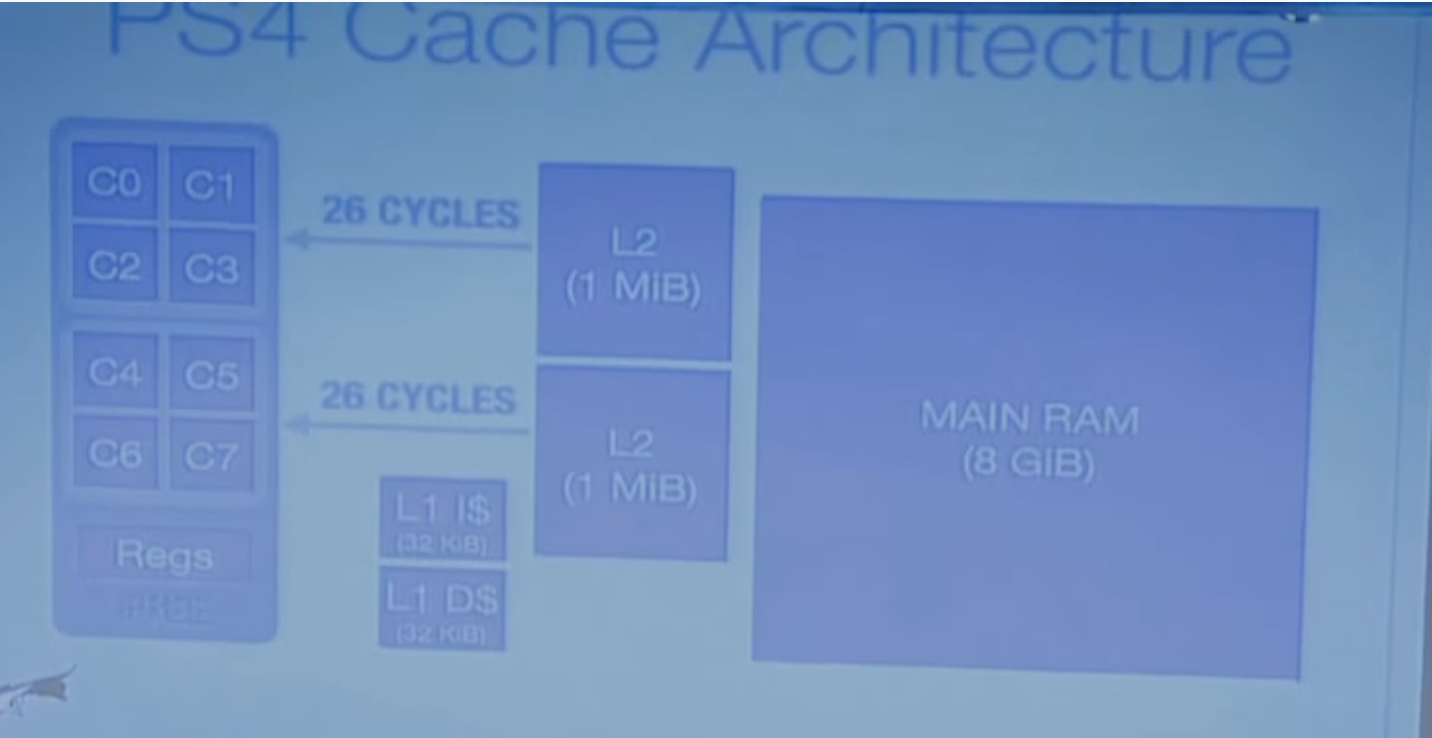 PS4 Cache Architecture
C0 C1
C2 C3
C4 C5
C6 C7
Regs
26 CYCLES
26 CYCLES
L1 I$
(32 KiB)
L1 D$
(32 KiB)
L2
(1 MiB)
L2
(1 MiB)
MAIN RAM
(8 GiB)